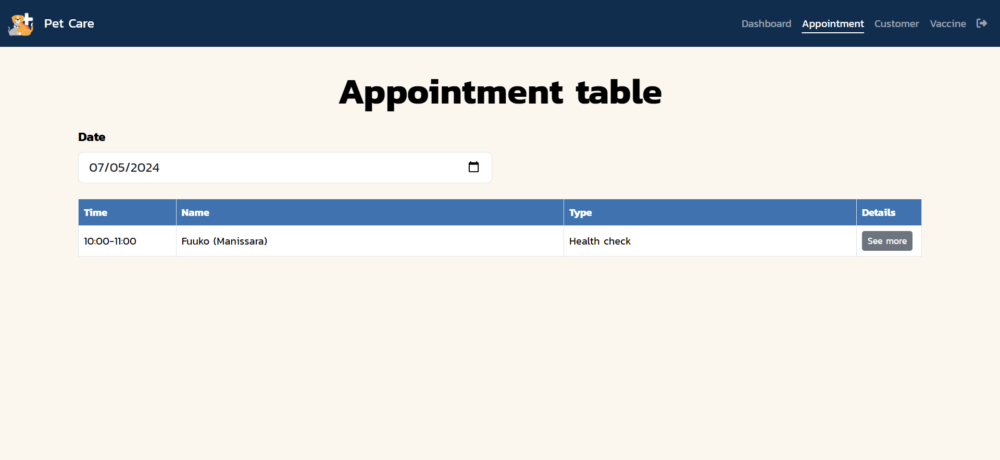 Pet Care
Dashboard Appointment Customer Vaccine
Appointment table
Date
07/05/2024
Time Name Type Details
10:00-11:00 Fuuko (Manissara) Health check See more